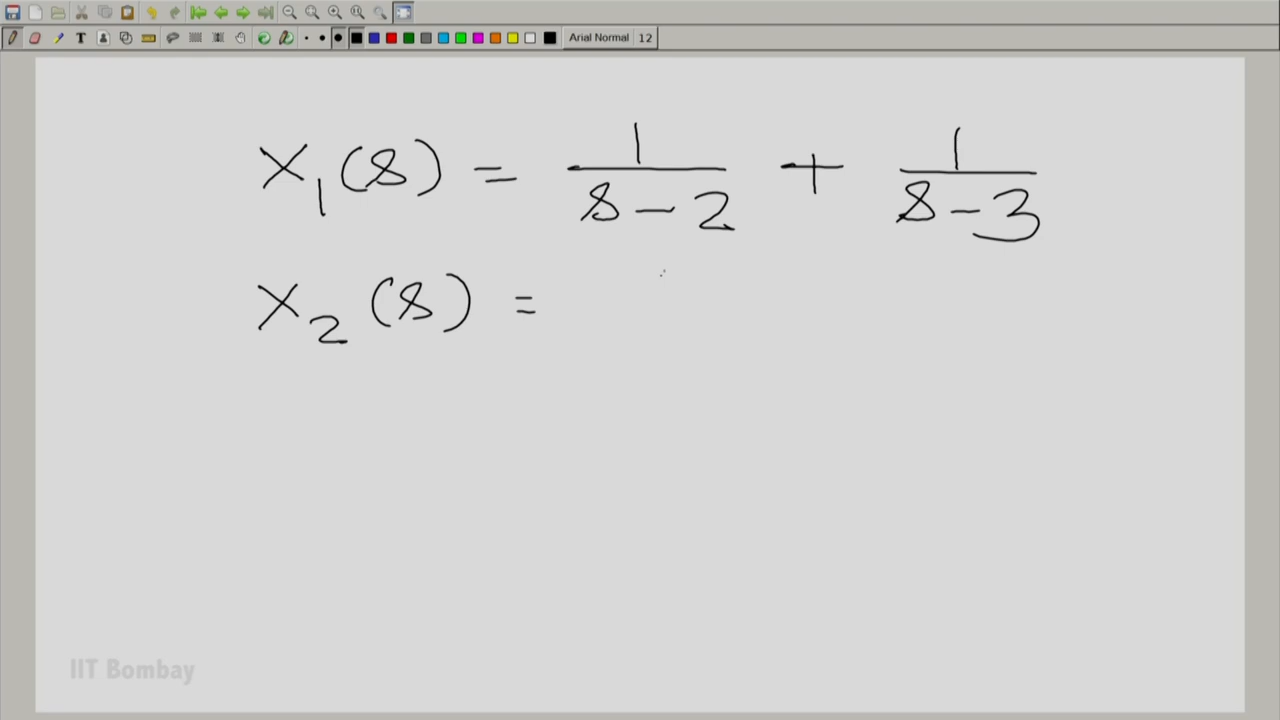 Arial Normal 12
X₁(s) = 1/(s-2) + 1/(s-3)
X₂(s) =
IIT Bombay